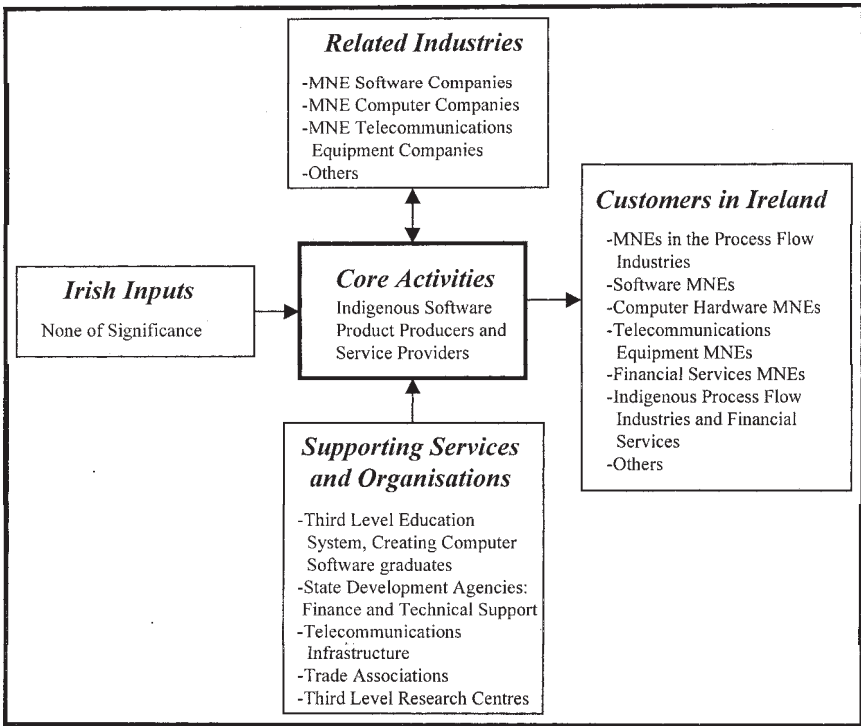 Related Industries
-MNE Software Companies
-MNE Computer Companies
-MNE Telecommunications
Equipment Companies
-Others
Irish Inputs
None of Significance
Core Activities
Indigenous Software
Product Producers and
Service Providers
Customers in Ireland
-MNEs in the Process Flow
Industries
-Software MNEs
-Computer Hardware MNEs
-Telecommunications
Equipment MNEs
-Financial Services MNEs
-Indigenous Process Flow
Industries and Financial
Services
-Others
Supporting Services
and Organisations
-Third Level Education
System, Creating Computer
Software graduates
-State Development Agencies:
Finance and Technical Support
-Telecommunications
Infrastructure
-Trade Associations
-Third Level Research Centres